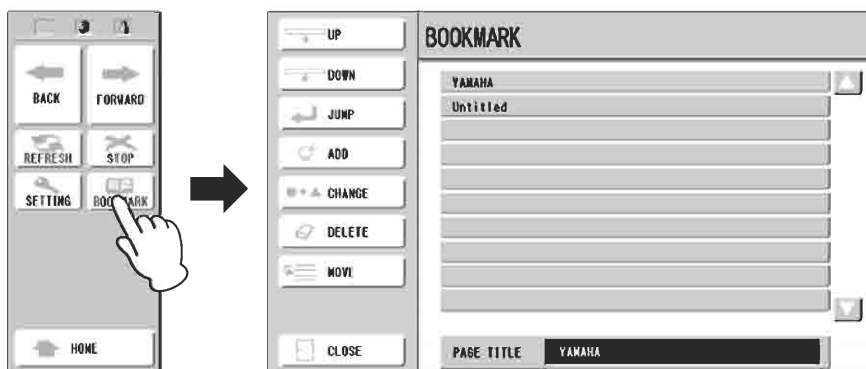 BACK
FORWARD
REFRESH
STOP
SETTING
BOOKMARK
HOME
UP
DOWN
JUMP
ADD
CHANGE
DELETE
MOVE
CLOSE
BOOKMARK
YAMAHA
Untitled
PAGE TITLE
YAMAHA